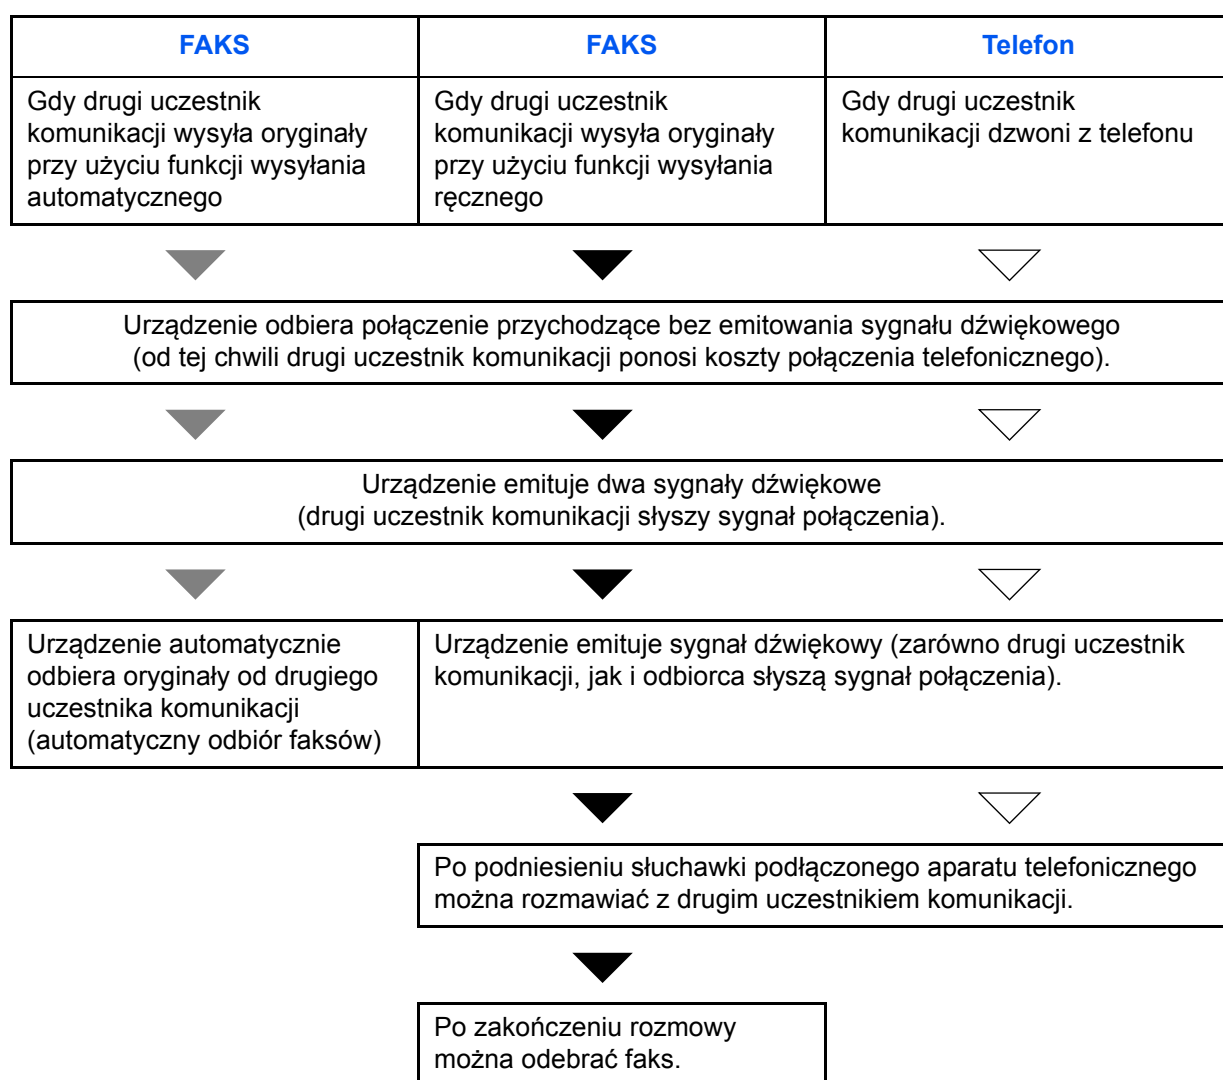 FAKS
FAKS
Telefon
Gdy drugi uczestnik
komunikacji wysyła oryginały
przy użyciu funkcji wysyłania
automatycznego
Gdy drugi uczestnik
komunikacji wysyła oryginały
przy użyciu funkcji wysyłania
ręcznego
Gdy drugi uczestnik
komunikacji dzwoni z telefonu
Urządzenie odbiera połączenie przychodzące bez emitowania sygnału dźwiękowego
(od tej chwili drugi uczestnik komunikacji ponosi koszty połączenia telefonicznego).
Urządzenie emituje dwa sygnały dźwiękowe
(drugi uczestnik komunikacji słyszy sygnał połączenia).
Urządzenie automatycznie
odbiera oryginały od drugiego
uczestnika komunikacji
(automatyczny odbiór faksów)
Urządzenie emituje sygnał dźwiękowy (zarówno drugi uczestnik
komunikacji, jak i odbiorca słyszą sygnał połączenia).
Po podniesieniu słuchawki podłączonego aparatu telefonicznego
można rozmawiać z drugim uczestnikiem komunikacji.
Po zakończeniu rozmowy
można odebrać faks.